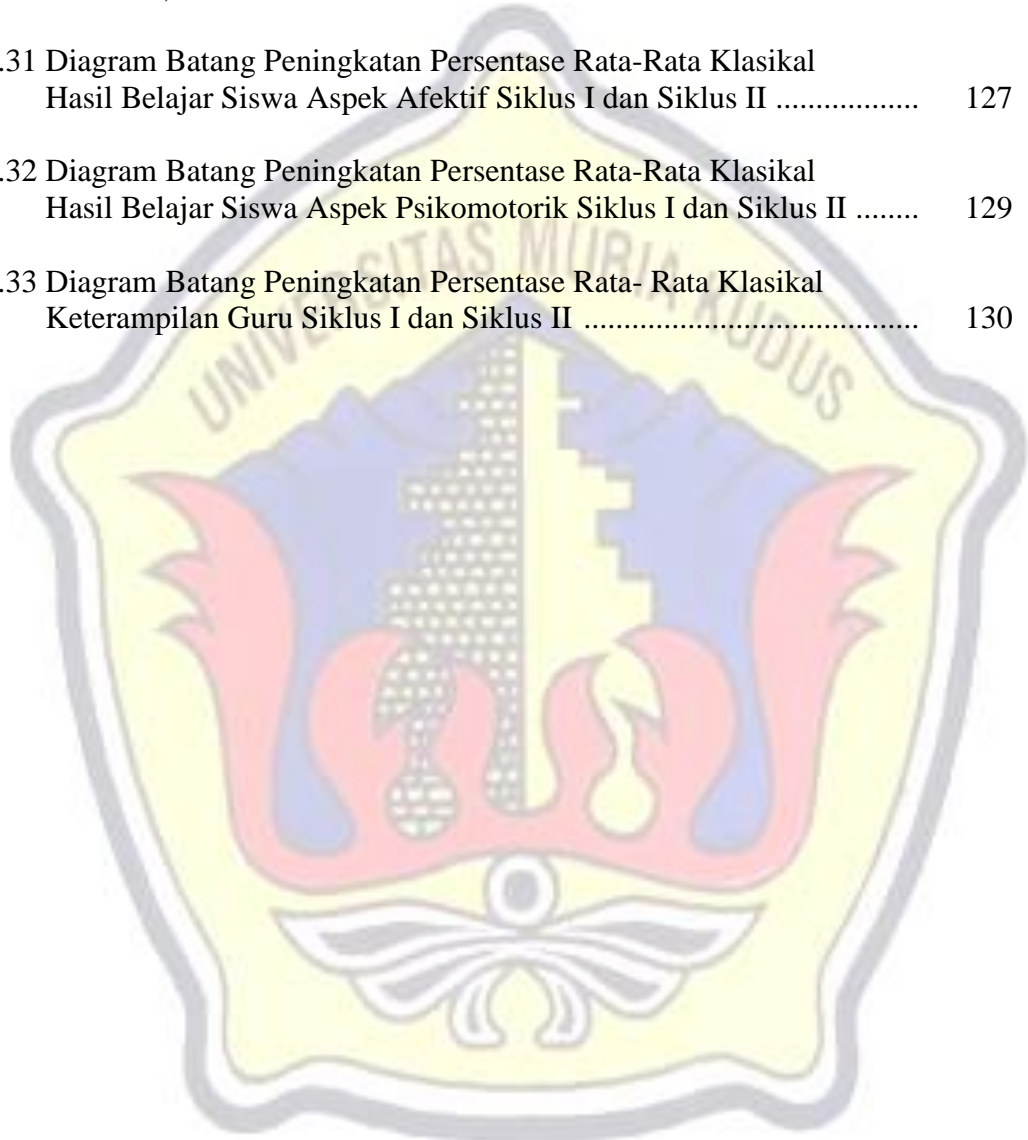 .31 Diagram Batang Peningkatan Persentase Rata-Rata Klasikal
Hasil Belajar Siswa Aspek Afektif Siklus I dan Siklus II .................. 127
.32 Diagram Batang Peningkatan Persentase Rata-Rata Klasikal
Hasil Belajar Siswa Aspek Psikomotorik Siklus I dan Siklus II ........ 129
.33 Diagram Batang Peningkatan Persentase Rata- Rata Klasikal
Keterampilan Guru Siklus I dan Siklus II .......................................... 130
UNIVERSITAS MURIA KUDUS